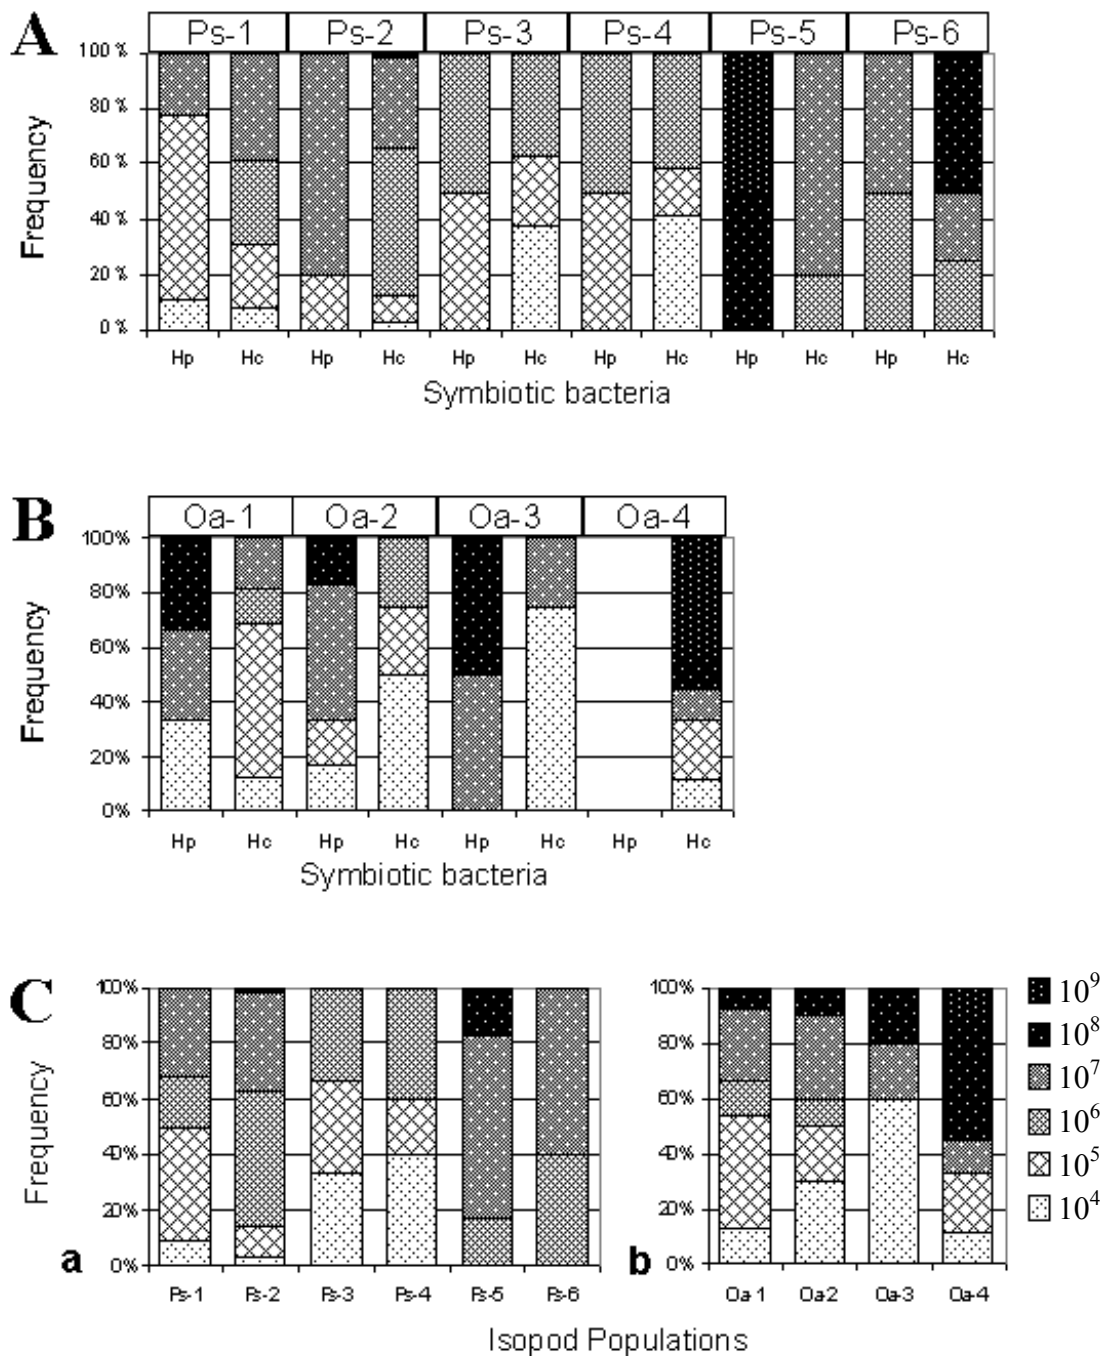 A
Ps-1 Ps-2 Ps-3 Ps-4 Ps-5 Ps-6
Frequency
100 %
80 %
60 %
40 %
20 %
0 %
Hp Hc Hp Hc Hp Hc Hp Hc Hp Hc Hp Hc
Symbiotic bacteria
B
Oa-1 Oa-2 Oa-3 Oa-4
Frequency
100%
80%
60%
40%
20%
0%
Hp Hc Hp Hc Hp Hc Hp Hc
Symbiotic bacteria
C
Frequency
100%
80%
60%
40%
20%
0%
a
Ps-1 Ps-2 Ps-3 Ps-4 Ps-5 Ps-6
100%
80%
60%
40%
20%
0%
b
Oa-1 Oa-2 Oa-3 Oa-4
10⁹
10⁸
10⁷
10⁶
10⁵
10⁴
Isopod Populations